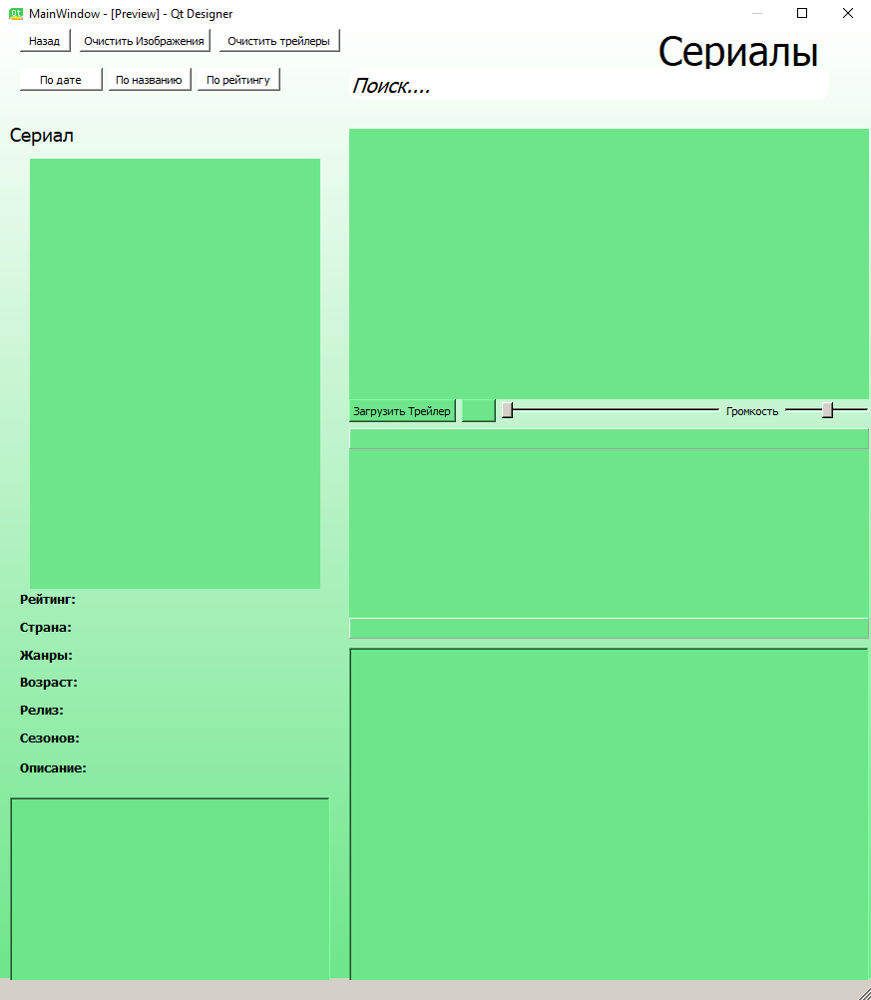 MainWindow - [Preview] - Qt Designer
Назад Очистить Изображения Очистить трейлеры
Сериалы
По дате По названию По рейтингу
Поиск....
Сериал
Загрузить Трейлер Громкость
Рейтинг:
Страна:
Жанры:
Возраст:
Релиз:
Сезонов:
Описание: